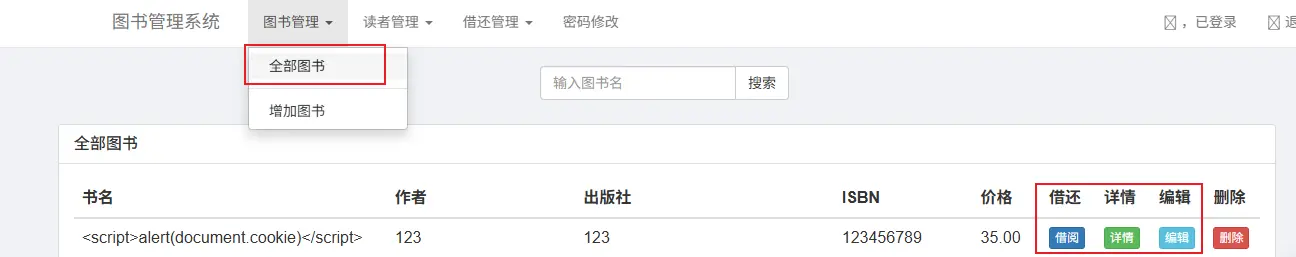 图书管理系统 图书管理 读者管理 借还管理 密码修改 ，已登录 退
全部图书
输入图书名 搜索
增加图书
全部图书
书名 作者 出版社 ISBN 价格 借还 详情 编辑 删除
<script>alert(document.cookie)</script> 123 123 123456789 35.00 借阅 详情 编辑 删除